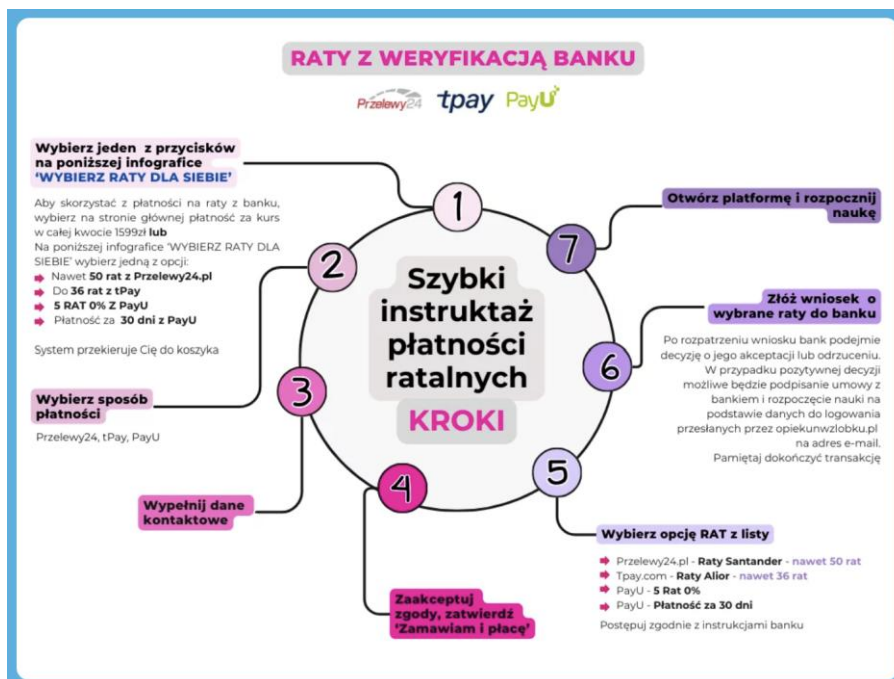 RATY Z WERYFIKACJĄ BANKU
Przelewy24 tpay PayU
Wybierz jeden z przycisków
na poniższej infografice
‘WYBIERZ RATY DLA SIEBIE’
Aby skorzystać z płatności na raty z banku,
wybierz na stronie głównej płatność za kurs
w całej kwocie 1599zł lub
Na poniższej infografice ‘WYBIERZ RATY DLA
SIEBIE’ wybierz jedną z opcji:
Nawet 50 rat z Przelewy24.pl
Do 36 rat z tPay
5 RAT 0% Z PayU
Płatność za 30 dni z PayU
System przekieruje Cię do koszyka
Wybierz sposób
płatności
Przelewy24, tPay, PayU
Wypełnij dane
kontaktowe
Zaakceptuj
zgody, zatwierdź
‘Zamawiam i płacę’
1
2
3
4
5
6
7
Szybki
instruktaż
płatności
ratalnych
KROKI
Otwórz platformę i rozpocznij
naukę
Złóż wniosek o
wybrane raty do banku
Po rozpatrzeniu wniosku bank podejmie
decyzję o jego akceptacji lub odrzuceniu.
W przypadku pozytywnej decyzji
możliwe będzie podpisanie umowy z
bankiem i rozpoczęcie nauki na
podstawie danych do logowania
przesłanych przez opiekunwzlobku.pl
na adres e-mail.
Pamiętaj dokończyć transakcję
Wybierz opcję RAT z listy
Przelewy24.pl - Raty Santander - nawet 50 rat
Tpay.com - Raty Alior - nawet 36 rat
PayU - 5 Rat 0%
PayU - Płatność za 30 dni
Postępuj zgodnie z instrukcjami banku